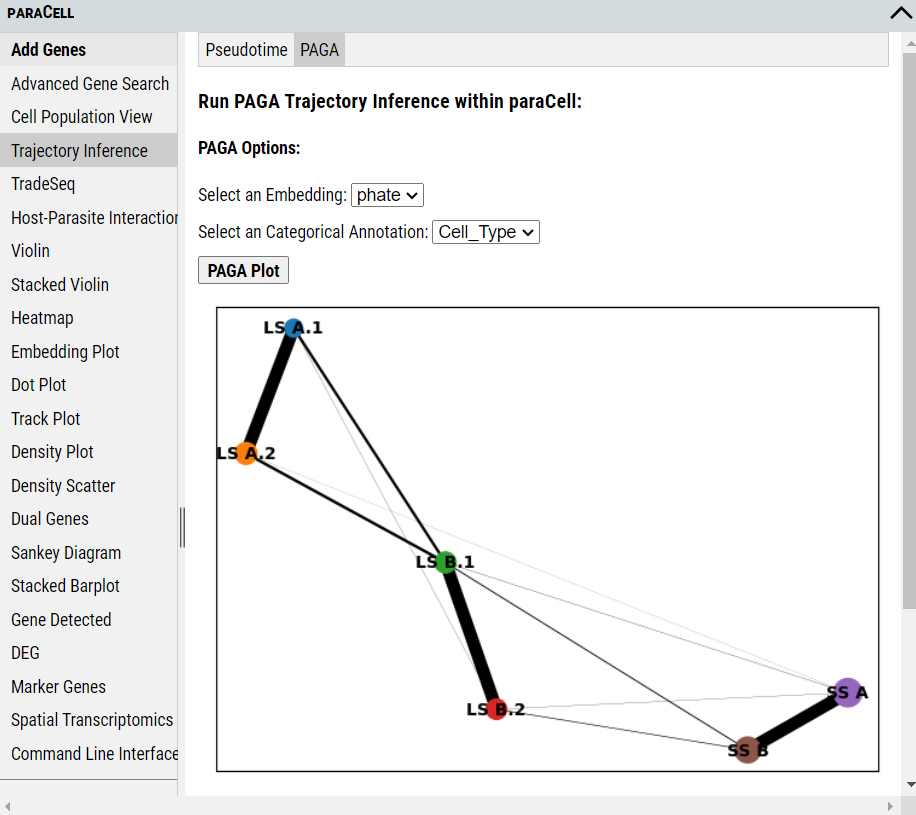 PARACELL
Add Genes
Advanced Gene Search
Cell Population View
Trajectory Inference
TradeSeq
Host-Parasite Interaction
Violin
Stacked Violin
Heatmap
Embedding Plot
Dot Plot
Track Plot
Density Plot
Density Scatter
Dual Genes
Sankey Diagram
Stacked Barplot
Gene Detected
DEG
Marker Genes
Spatial Transcriptomics
Command Line Interface
Pseudotime PAGA
Run PAGA Trajectory Inference within paraCell:
PAGA Options:
Select an Embedding: phate
Select an Categorical Annotation: Cell_Type
PAGA Plot
LS A.1
LS A.2
LS B.1
LS B.2
SS A
SS B